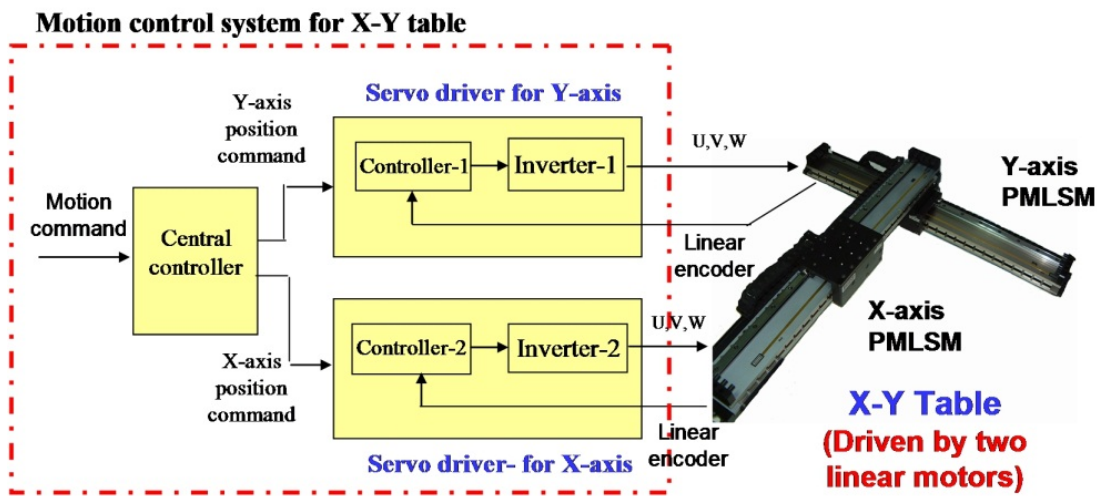 Motion control system for X-Y table
Servo driver for Y-axis
Y-axis
position
command
Controller-1
Inverter-1
U,V,W
Y-axis
PMLSM
Motion
command
Central
controller
Linear
encoder
X-axis
PMLSM
U,V,W
Controller-2
Inverter-2
X-axis
position
command
Linear
encoder
Servo driver- for X-axis
X-Y Table
(Driven by two
linear motors)